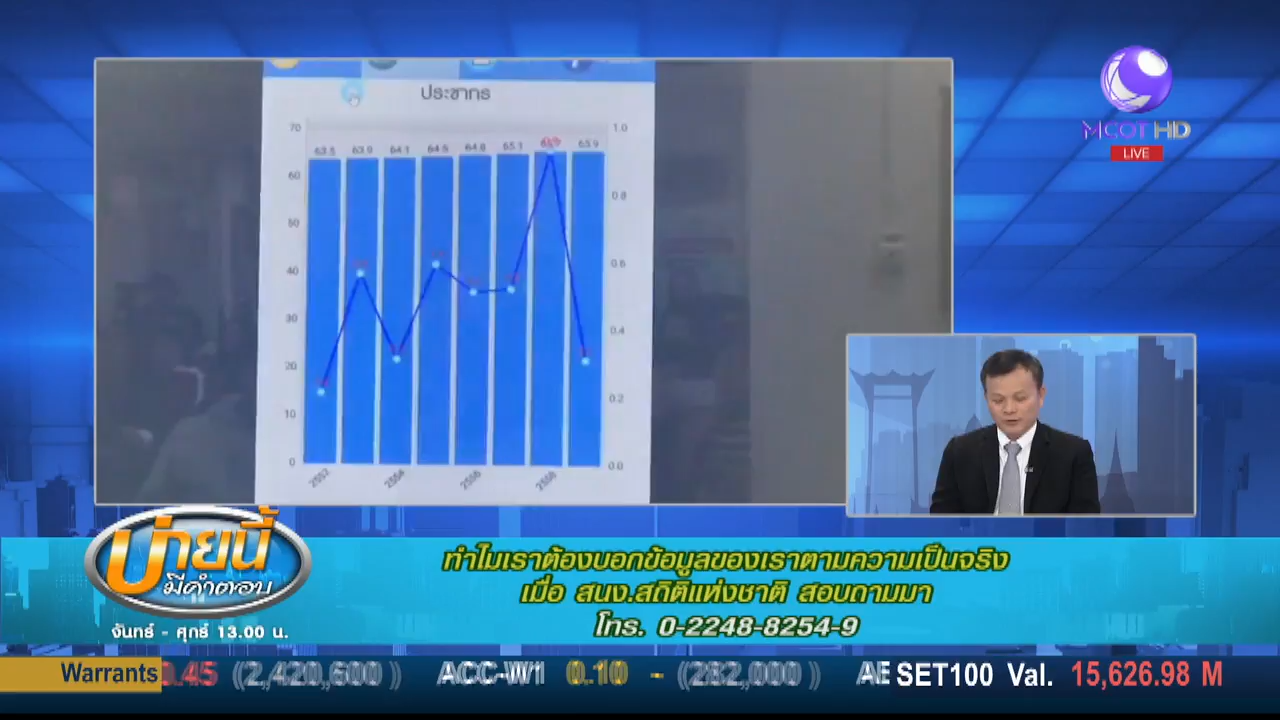 ประชากร
70
1.0
63.5 63.9 64.1 64.5 64.8 65.1 65.9
60
0.8
50
40
0.6
30
0.4
20
0.2
10
0
0.0
2552 2554 2556 2558
MCOT HD
LIVE
บ่ายนี้
มีคำตอบ
จันทร์ - ศุกร์ 13.00 น.
ทำไมเราต้องบอกข้อมูลของเราตามความเป็นจริง
เมื่อ สนง.สถิติแห่งชาติ สอบถามมา
โทร. 0-2248-8254-9
Warrants 0.45 (2,420,600) ACC-W1 0.10 - (282,000) AE SET100 Val. 15,626.98 M